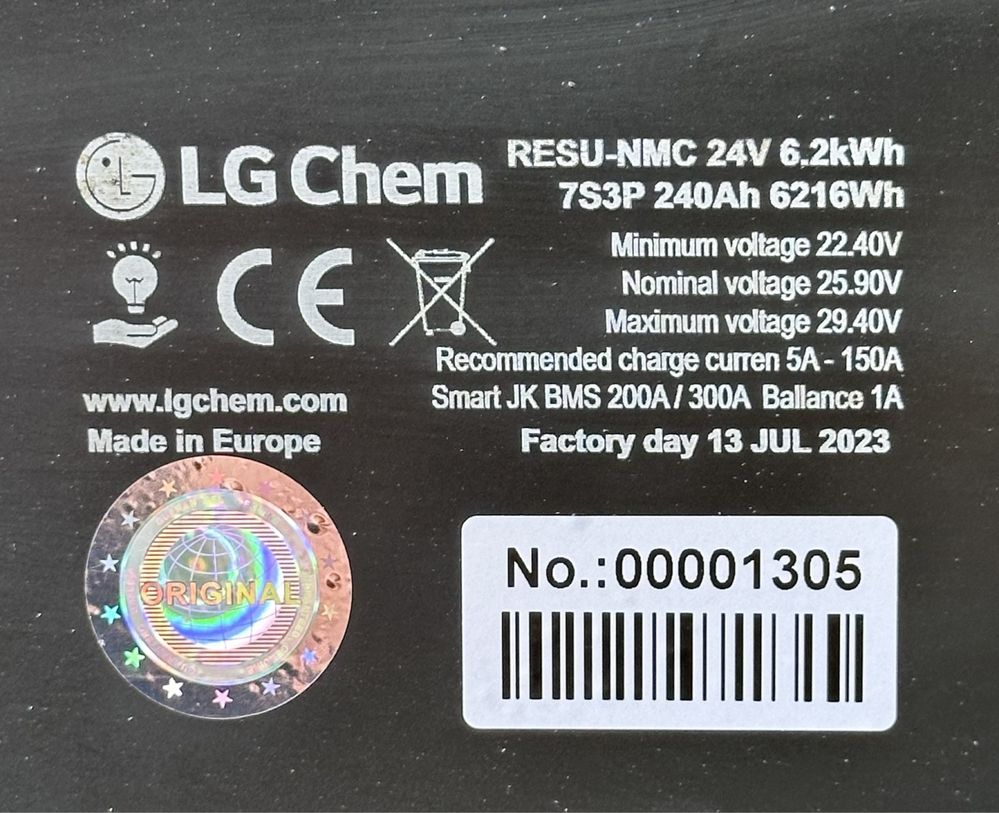 LG Chem
RESU-NMC 24V 6.2kWh
7S3P 240Ah 6216Wh
Minimum voltage 22.40V
Nominal voltage 25.90V
Maximum voltage 29.40V
Recommended charge curren 5A - 150A
Smart JK BMS 200A / 300A Ballance 1A
Factory day 13 JUL 2023
CE
www.lgchem.com
Made in Europe
ORIGINAL
No.:00001305